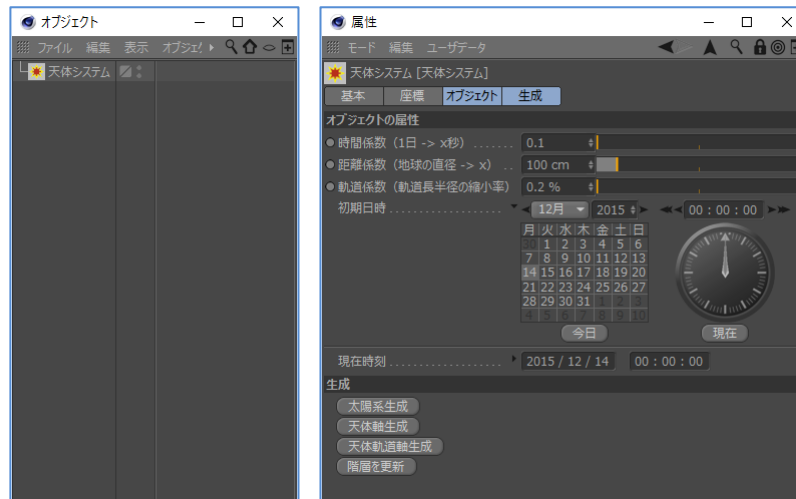 オブジェクト
ファイル 編集 表示 オブジェ
天体システム
属性
モード 編集 ユーザデータ
天体システム [天体システム]
基本 座標 オブジェクト 生成
オブジェクトの属性
時間係数（1日 -> x秒） . . . . . . . 0.1
距離係数（地球の直径 -> x） . . 100 cm
軌道係数（軌道長半径の縮小率） 0.2 %
初期日時 . . . . . . . . . . . . . . . . . . 12月 2015 00 : 00 : 00
月 火 水 木 金 土 日
30 1 2 3 4 5 6
7 8 9 10 11 12 13
14 15 16 17 18 19 20
21 22 23 24 25 26 27
28 29 30 31 1 2 3
4 5 6 7 8 9 10
今日 現在
現在時刻 . . . . . . . . . . . . . . . . . . 2015 / 12 / 14 00 : 00 : 00
生成
太陽系生成
天体軸生成
天体軌道軸生成
階層を更新